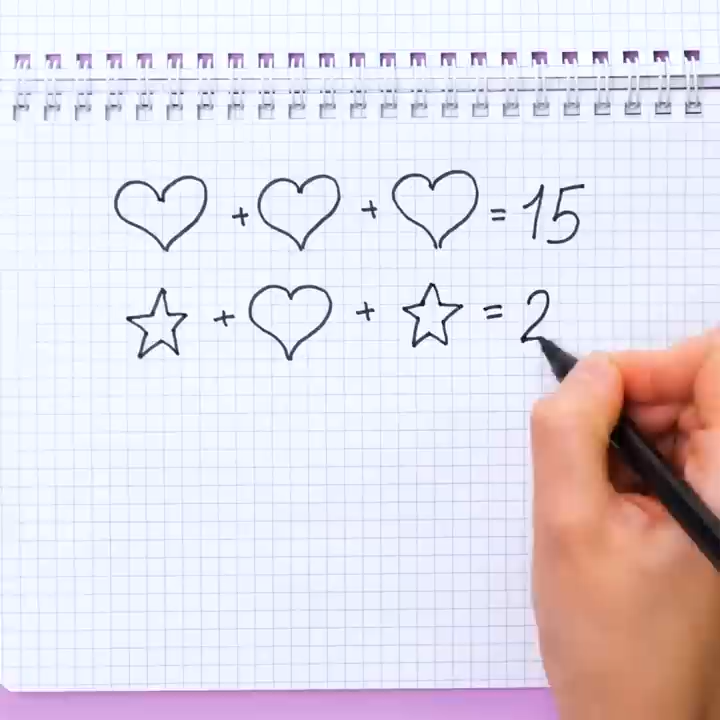 ♡ + ♡ + ♡ = 15
☆ + ♡ + ☆ = 2